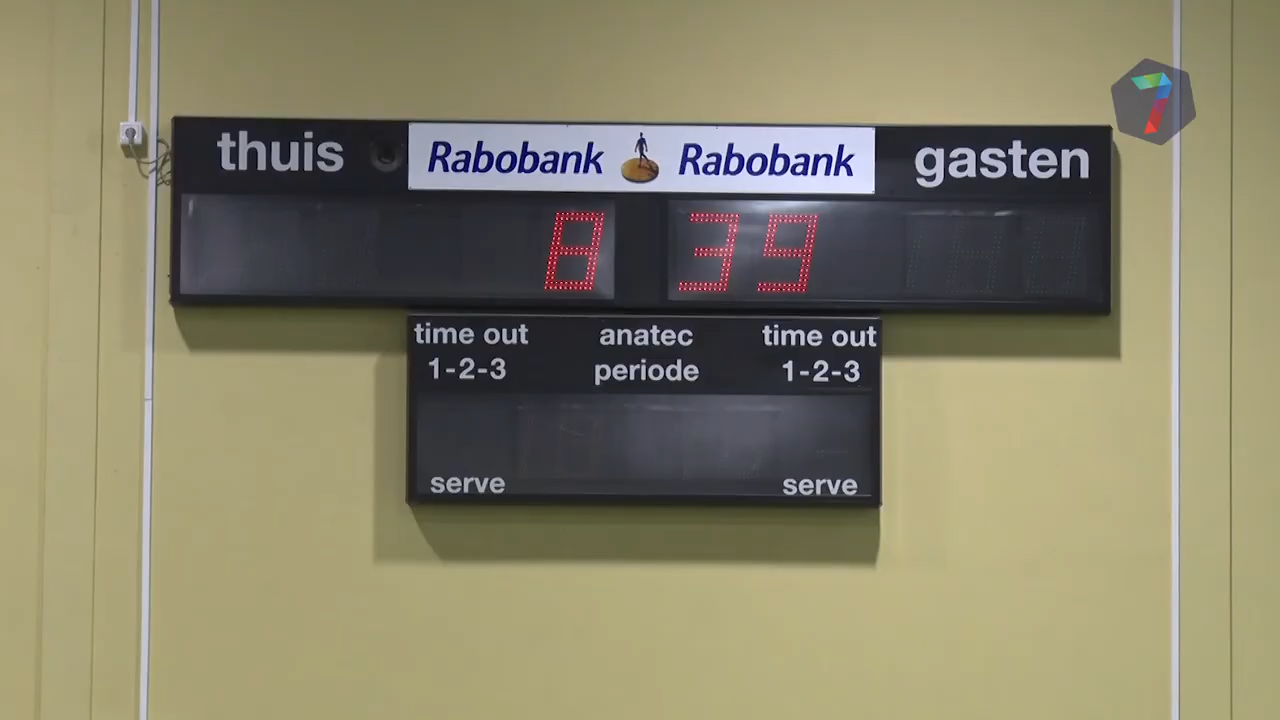 thuis Rabobank Rabobank gasten
8 39
time out anatec time out
1-2-3 periode 1-2-3
serve serve
7